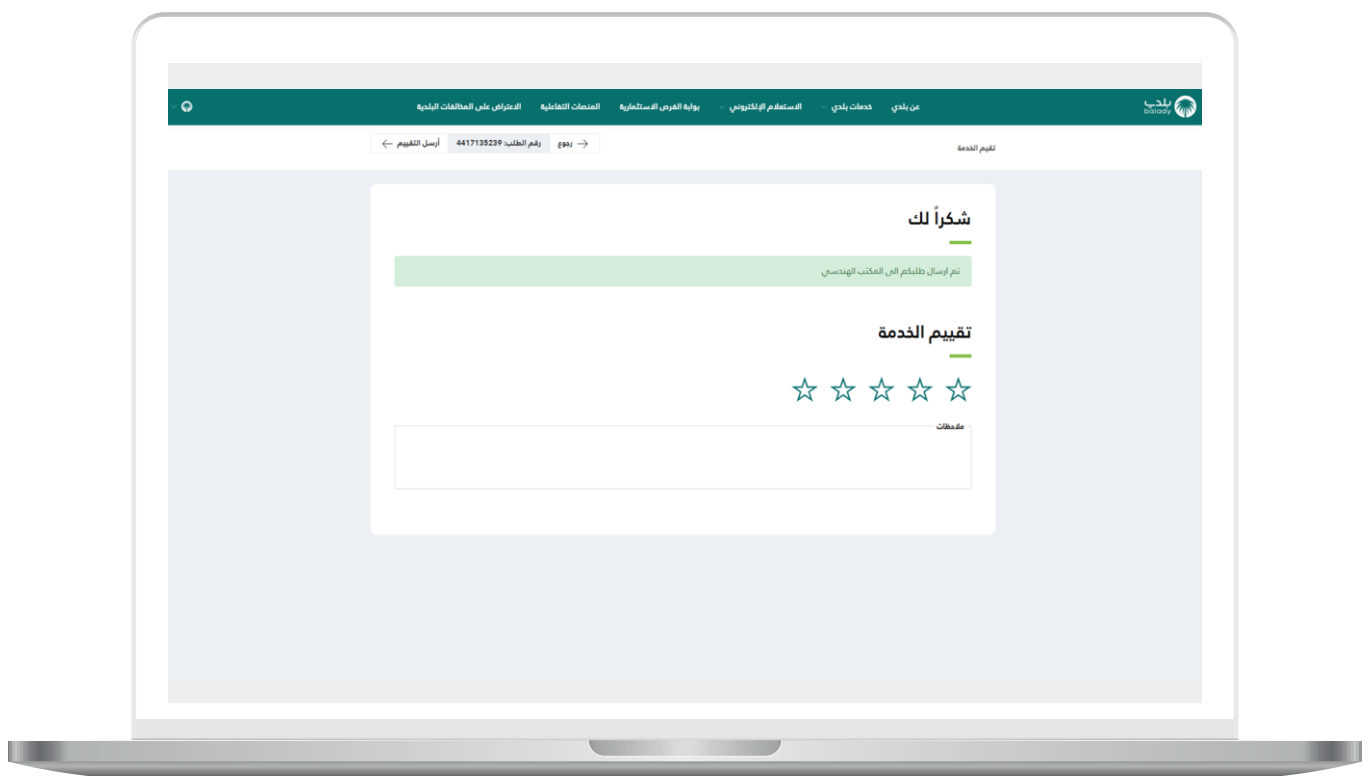 بلدي
balady
عن بلدي
خدمات بلدي
الاستعلام الإلكتروني
بوابة الفرص الاستثمارية
المنصات التفاعلية
الاعتراض على المخالفات البلدية
تقيم الخدمة
رجوع
رقم الطلب: 4417135239
أرسل التقييم
شكراً لك
تم ارسال طلبكم الى المكتب الهندسي
تقييم الخدمة
ملاحظات